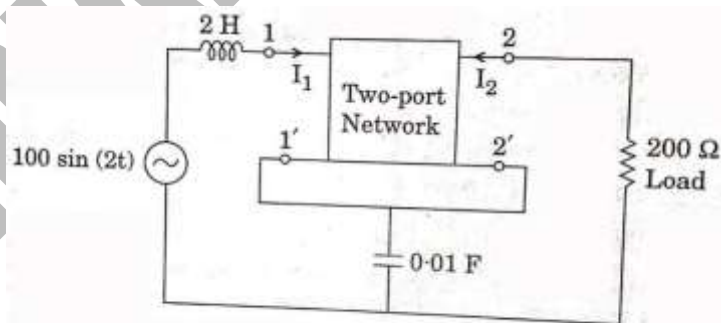 2 H
1
I1
2
I2
Two-port
Network
1′
2′
100 sin (2t)
200 Ω
Load
0·01 F